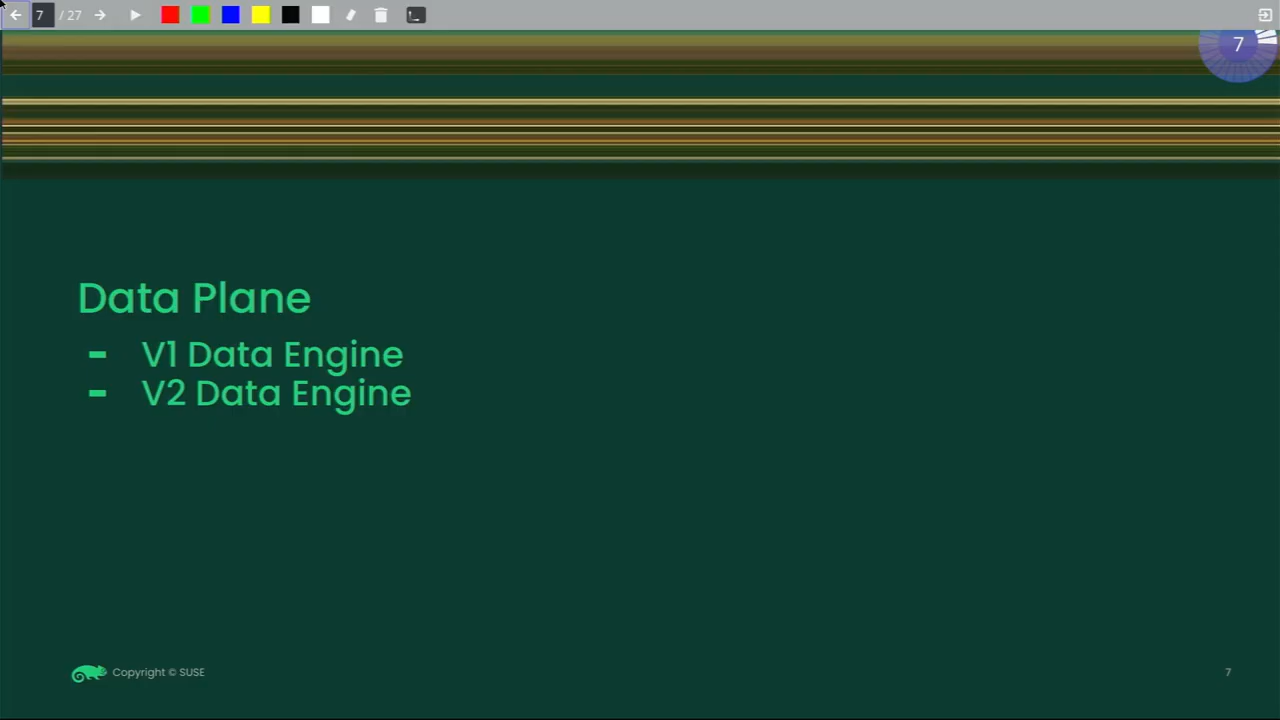 7 / 27
7
Data Plane
- V1 Data Engine
- V2 Data Engine
Copyright © SUSE
7